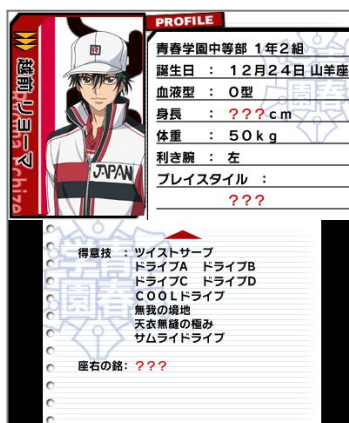 PROFILE
越前 リョーマ
青春学園中等部 1年2組
誕生日 : 12月24日 山羊座
血液型 : O型
身長 : ???cm
体重 : 50kg
利き腕 : 左
プレイスタイル :
???
JAPAN
得意技 : ツイストサーブ
ドライブA ドライブB
ドライブC ドライブD
COOLドライブ
無我の境地
天衣無縫の極み
サムライドライブ
座右の銘: ???